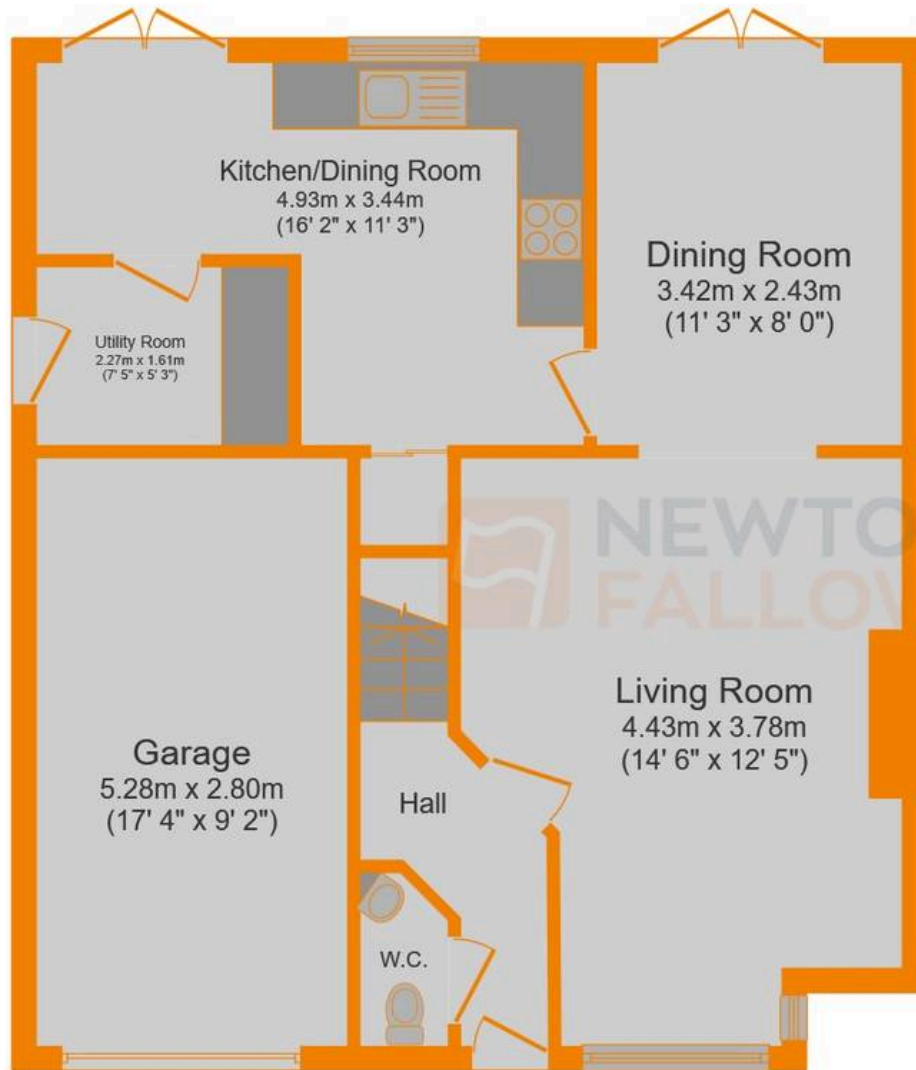 Kitchen/Dining Room
4.93m x 3.44m
(16' 2" x 11' 3")
Dining Room
3.42m x 2.43m
(11' 3" x 8' 0")
Utility Room
2.27m x 1.61m
(7' 5" x 5' 3")
NEWTO
FALLOW
Living Room
4.43m x 3.78m
(14' 6" x 12' 5")
Garage
5.28m x 2.80m
(17' 4" x 9' 2")
Hall
W.C.